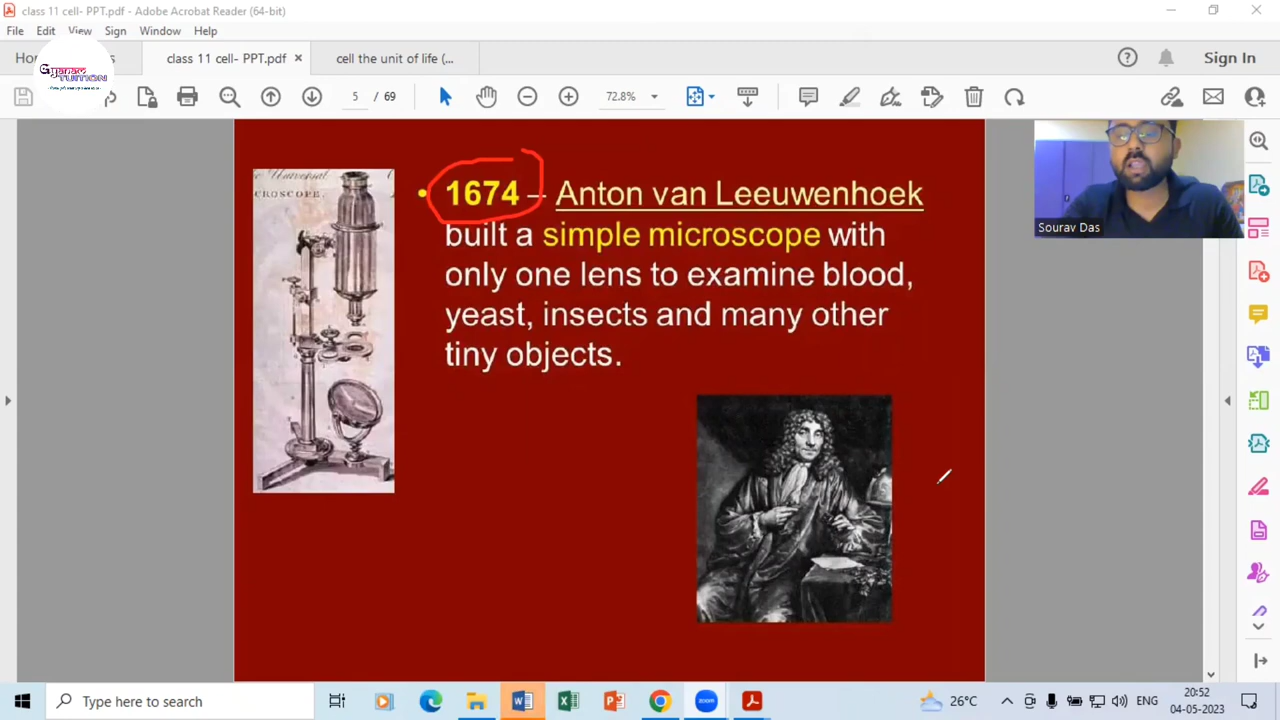 class 11 cell- PPT.pdf - Adobe Acrobat Reader (64-bit)
File Edit View Sign Window Help
class 11 cell- PPT.pdf ×
cell the unit of life (...
Sign In
Gyanam
TUITION
5 / 69
72.8%
CROSCOPE.
• 1674 – Anton van Leeuwenhoek
built a simple microscope with
only one lens to examine blood,
yeast, insects and many other
tiny objects.
Sourav Das
Type here to search
26°C
ENG
20:52
04-05-2023